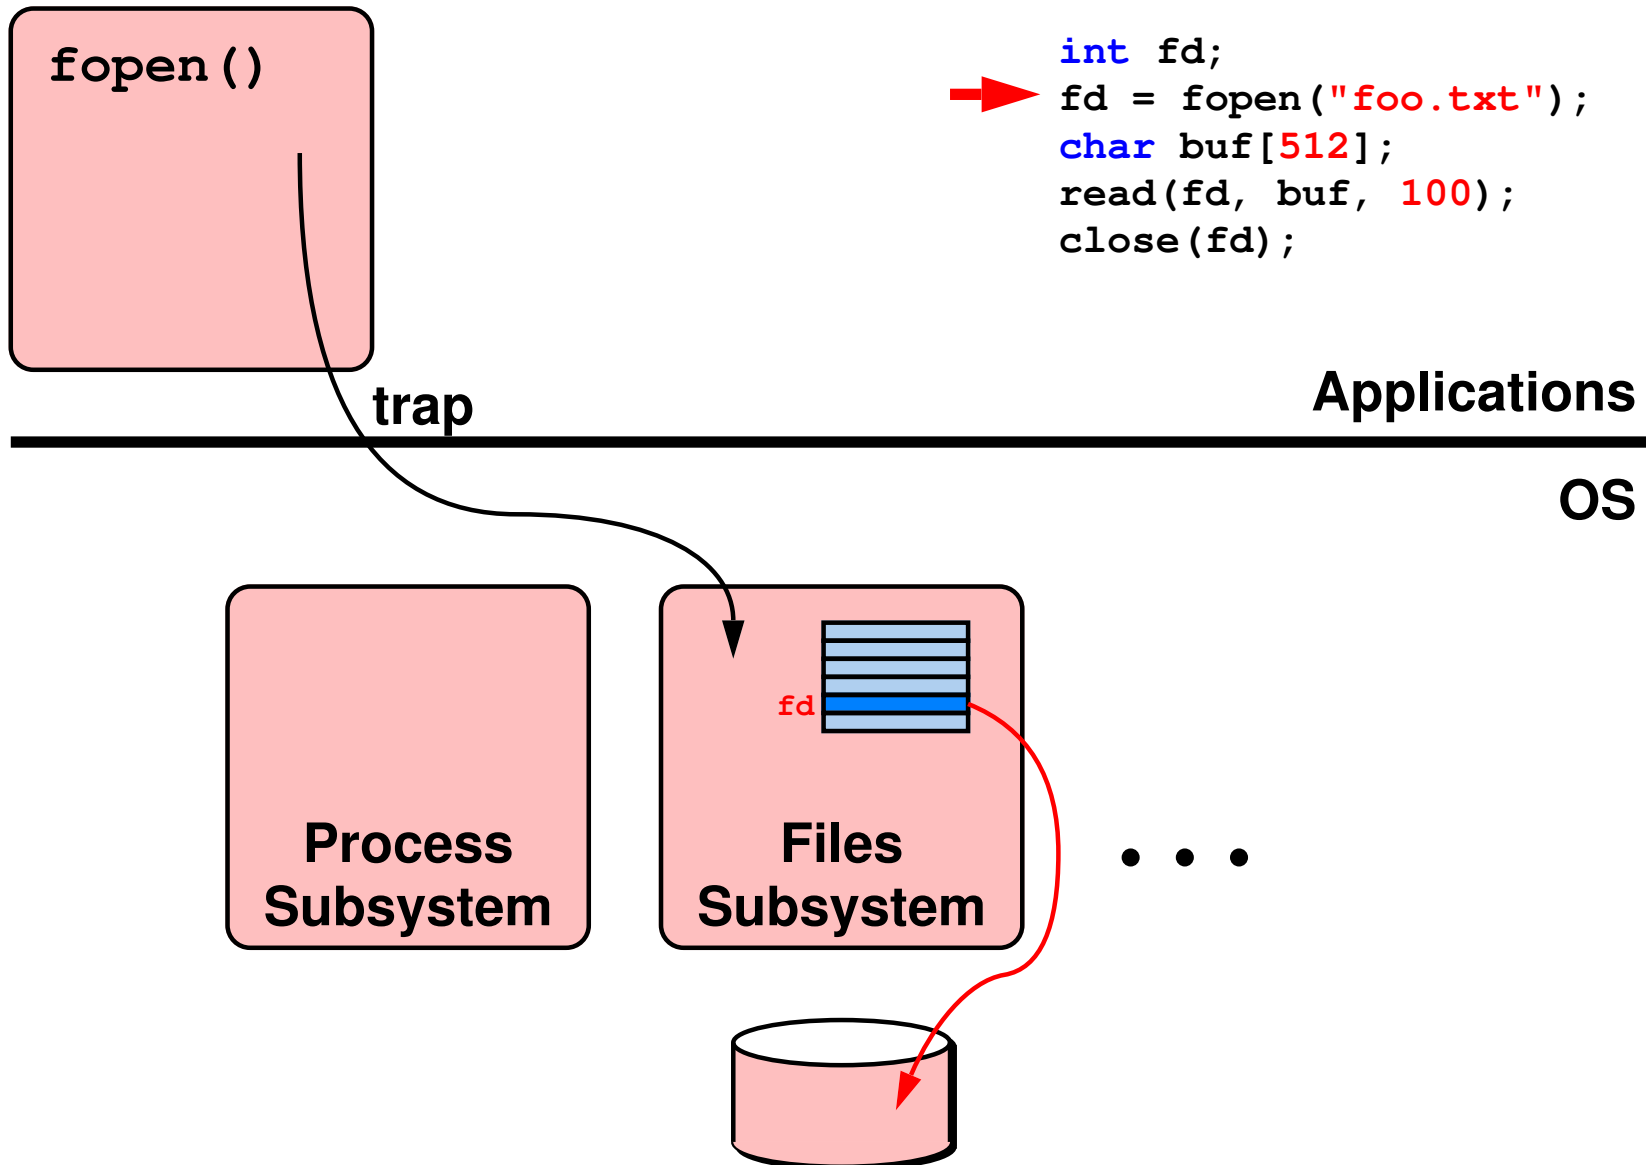 fopen()
int fd;
fd = fopen("foo.txt");
char buf[512];
read(fd, buf, 100);
close(fd);
trap
Applications
OS
fd
Process
Subsystem
Files
Subsystem
. . .